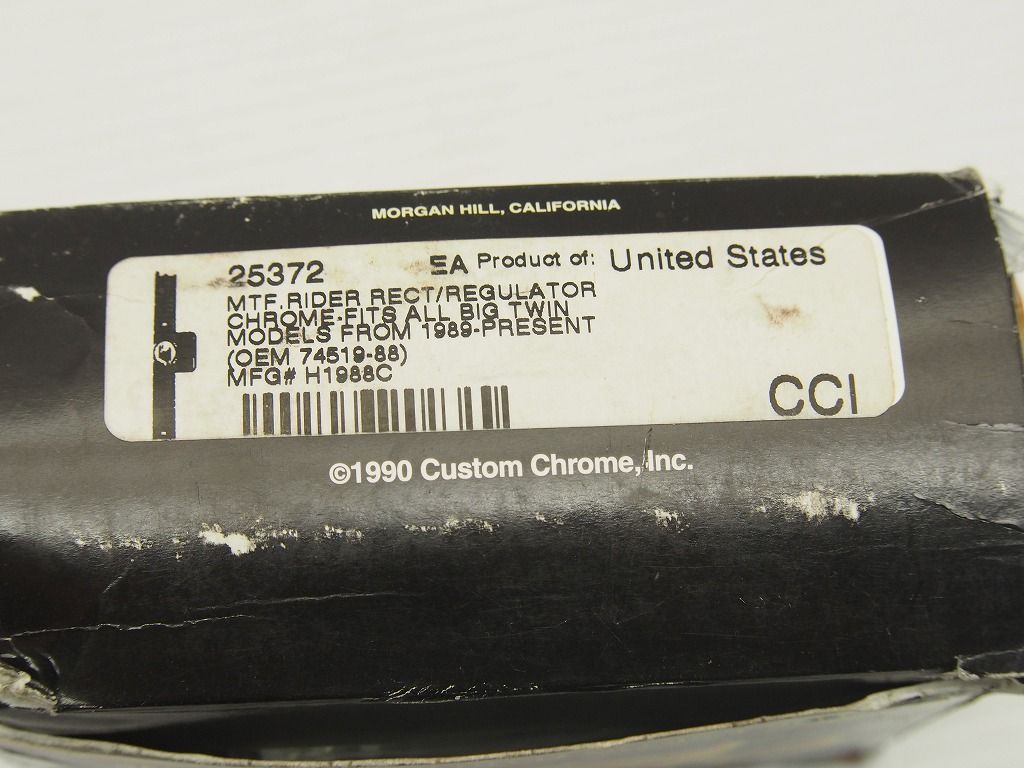 MORGAN HILL, CALIFORNIA
25372 EA Product of: United States
MTF. RIDER RECT/REGULATOR
CHROME-FITS ALL BIG TWIN
MODELS FROM 1989-PRESENT
(OEM 74519-88)
MFG# H1988C
CCI
©1990 Custom Chrome, Inc.